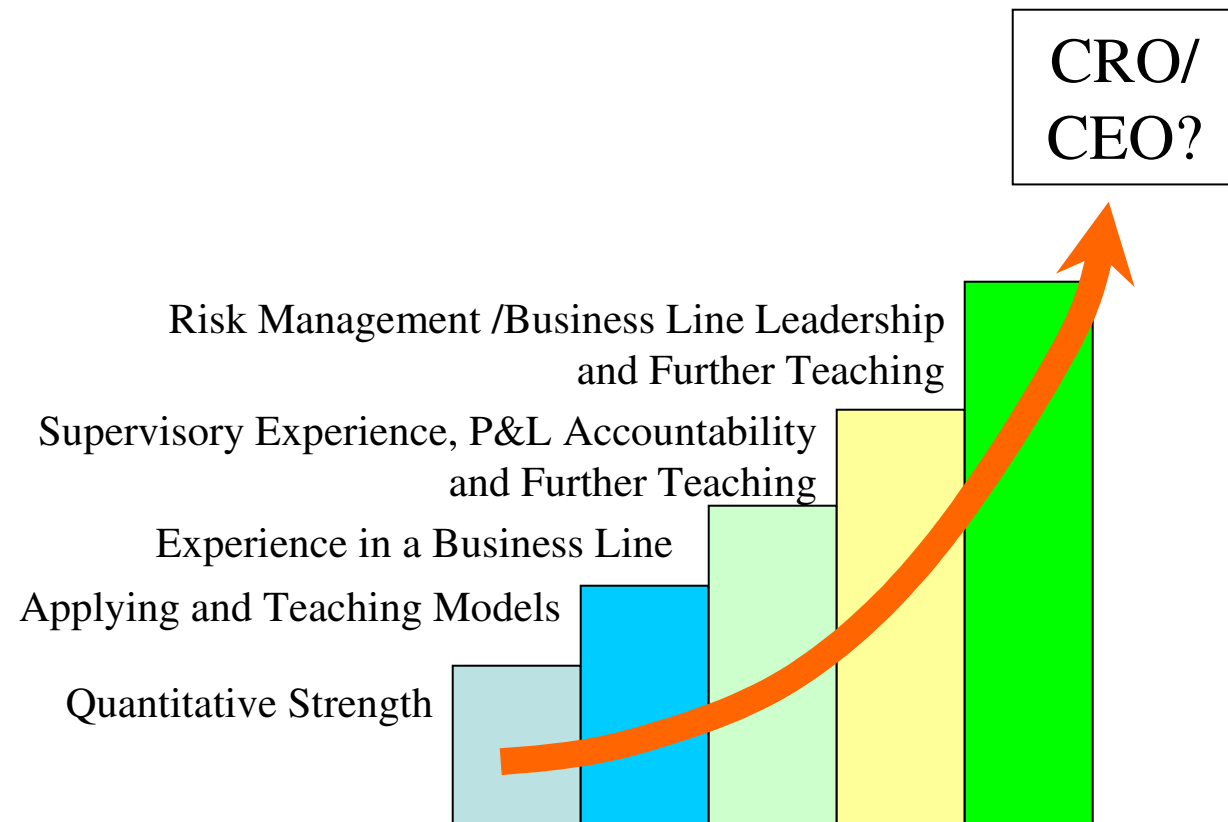 CRO/
CEO?
Risk Management /Business Line Leadership
and Further Teaching
Supervisory Experience, P&L Accountability
and Further Teaching
Experience in a Business Line
Applying and Teaching Models
Quantitative Strength